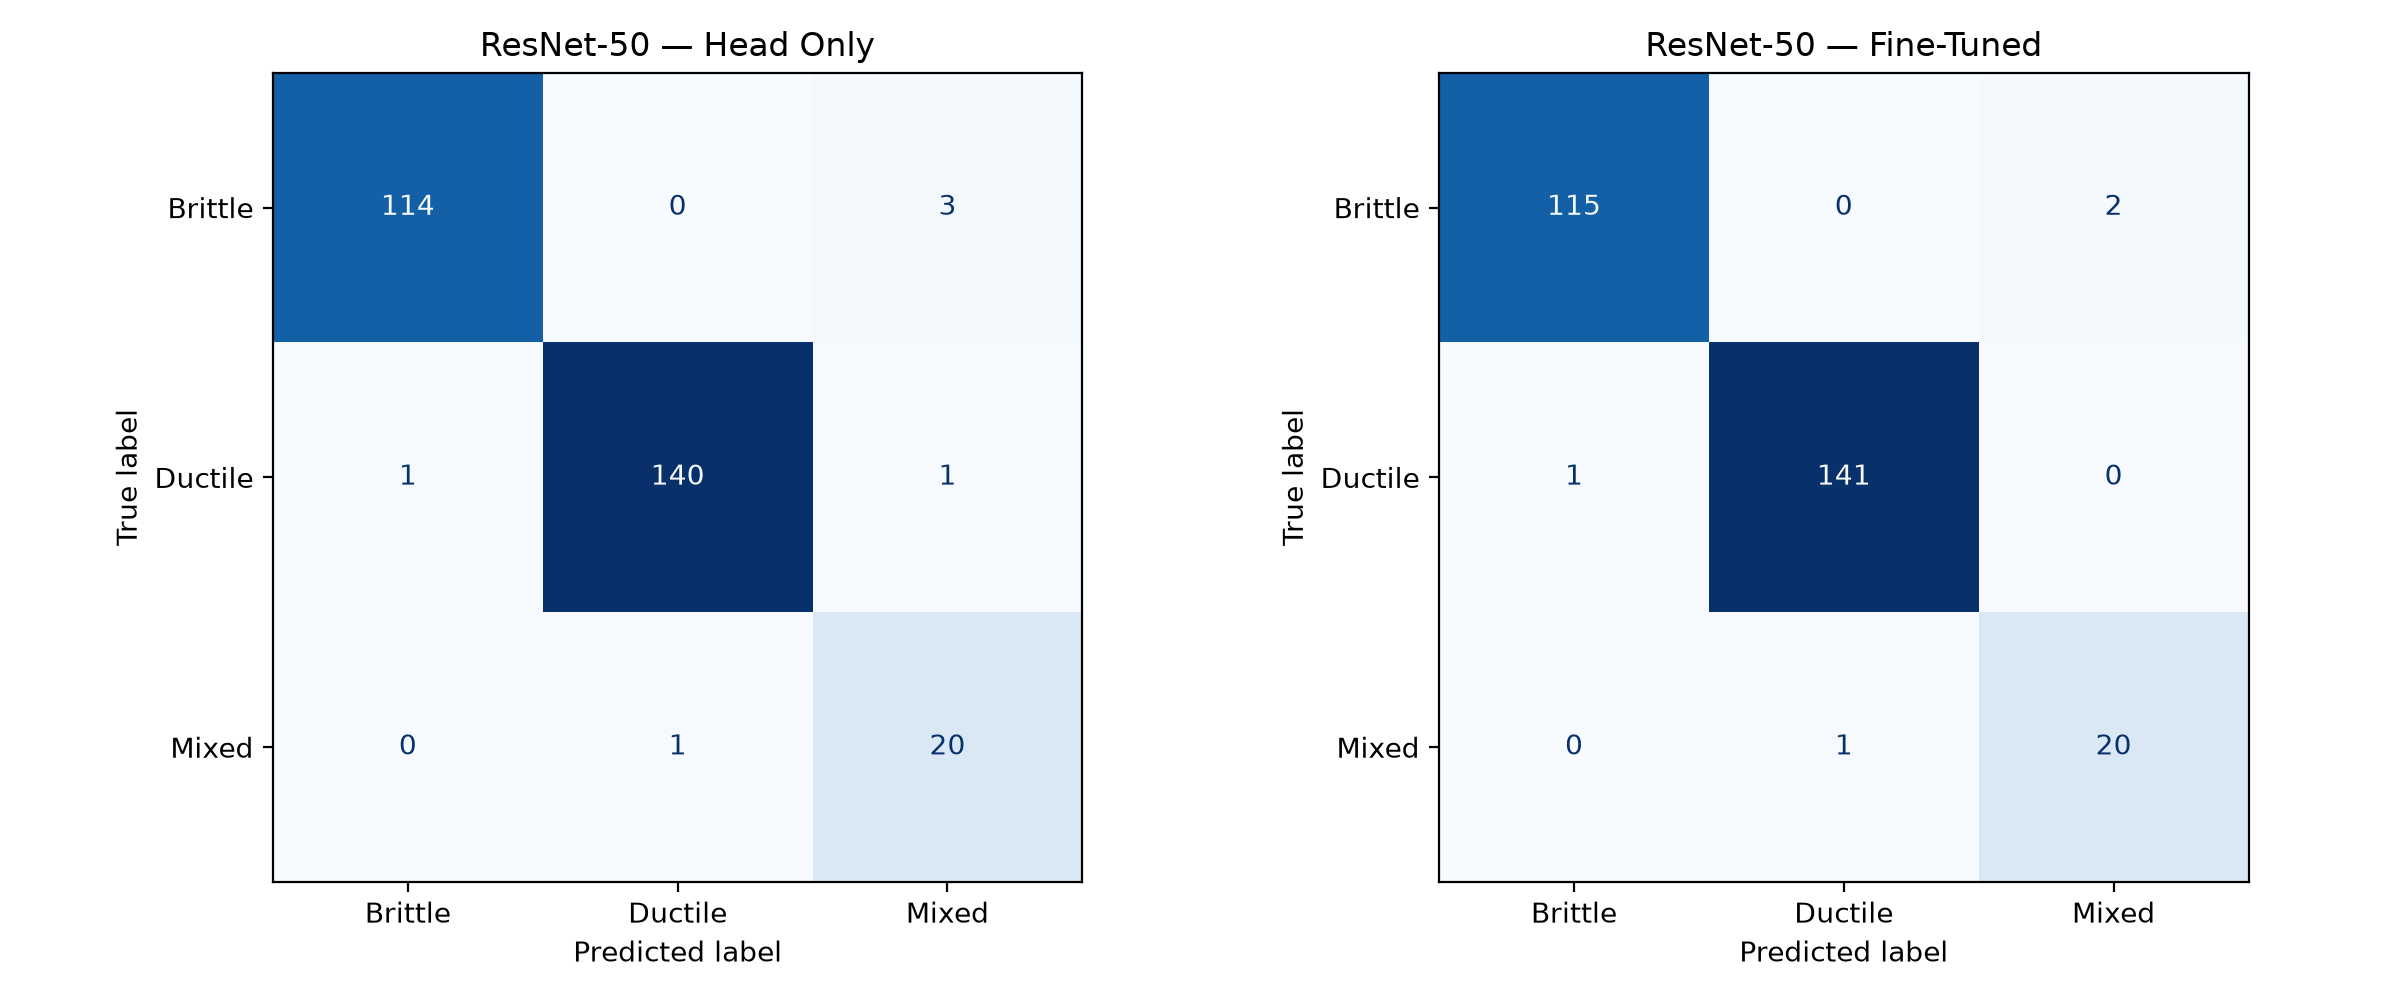 ResNet-50 — Head Only
True label
Brittle 114 0 3
Ductile 1 140 1
Mixed 0 1 20
Brittle Ductile Mixed
Predicted label
ResNet-50 — Fine-Tuned
True label
Brittle 115 0 2
Ductile 1 141 0
Mixed 0 1 20
Brittle Ductile Mixed
Predicted label